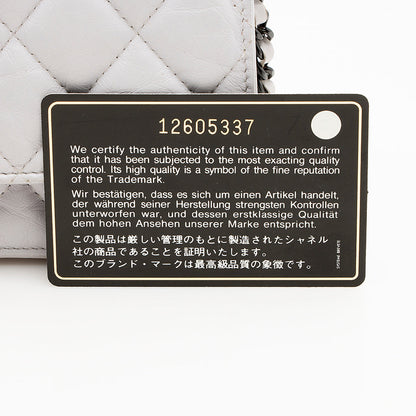 12605337
We certify the authenticity of this item and confirm
that it has been subjected to the most exacting quality
control. Its high quality is a symbol of the fine reputation
of the Trademark.
Wir bestätigen, dass es sich um einen Artikel handelt,
der während seiner Herstellung strengsten Kontrollen
unterworfen war, und dessen erstklassige Qualität
dem hohen Ansehen unserer Marke entspricht.
この製品は厳しい管理のもとに製造されたシャネル
社の商品であることを証明いたします。
このブランド・マークは最高級品質の象徴です。